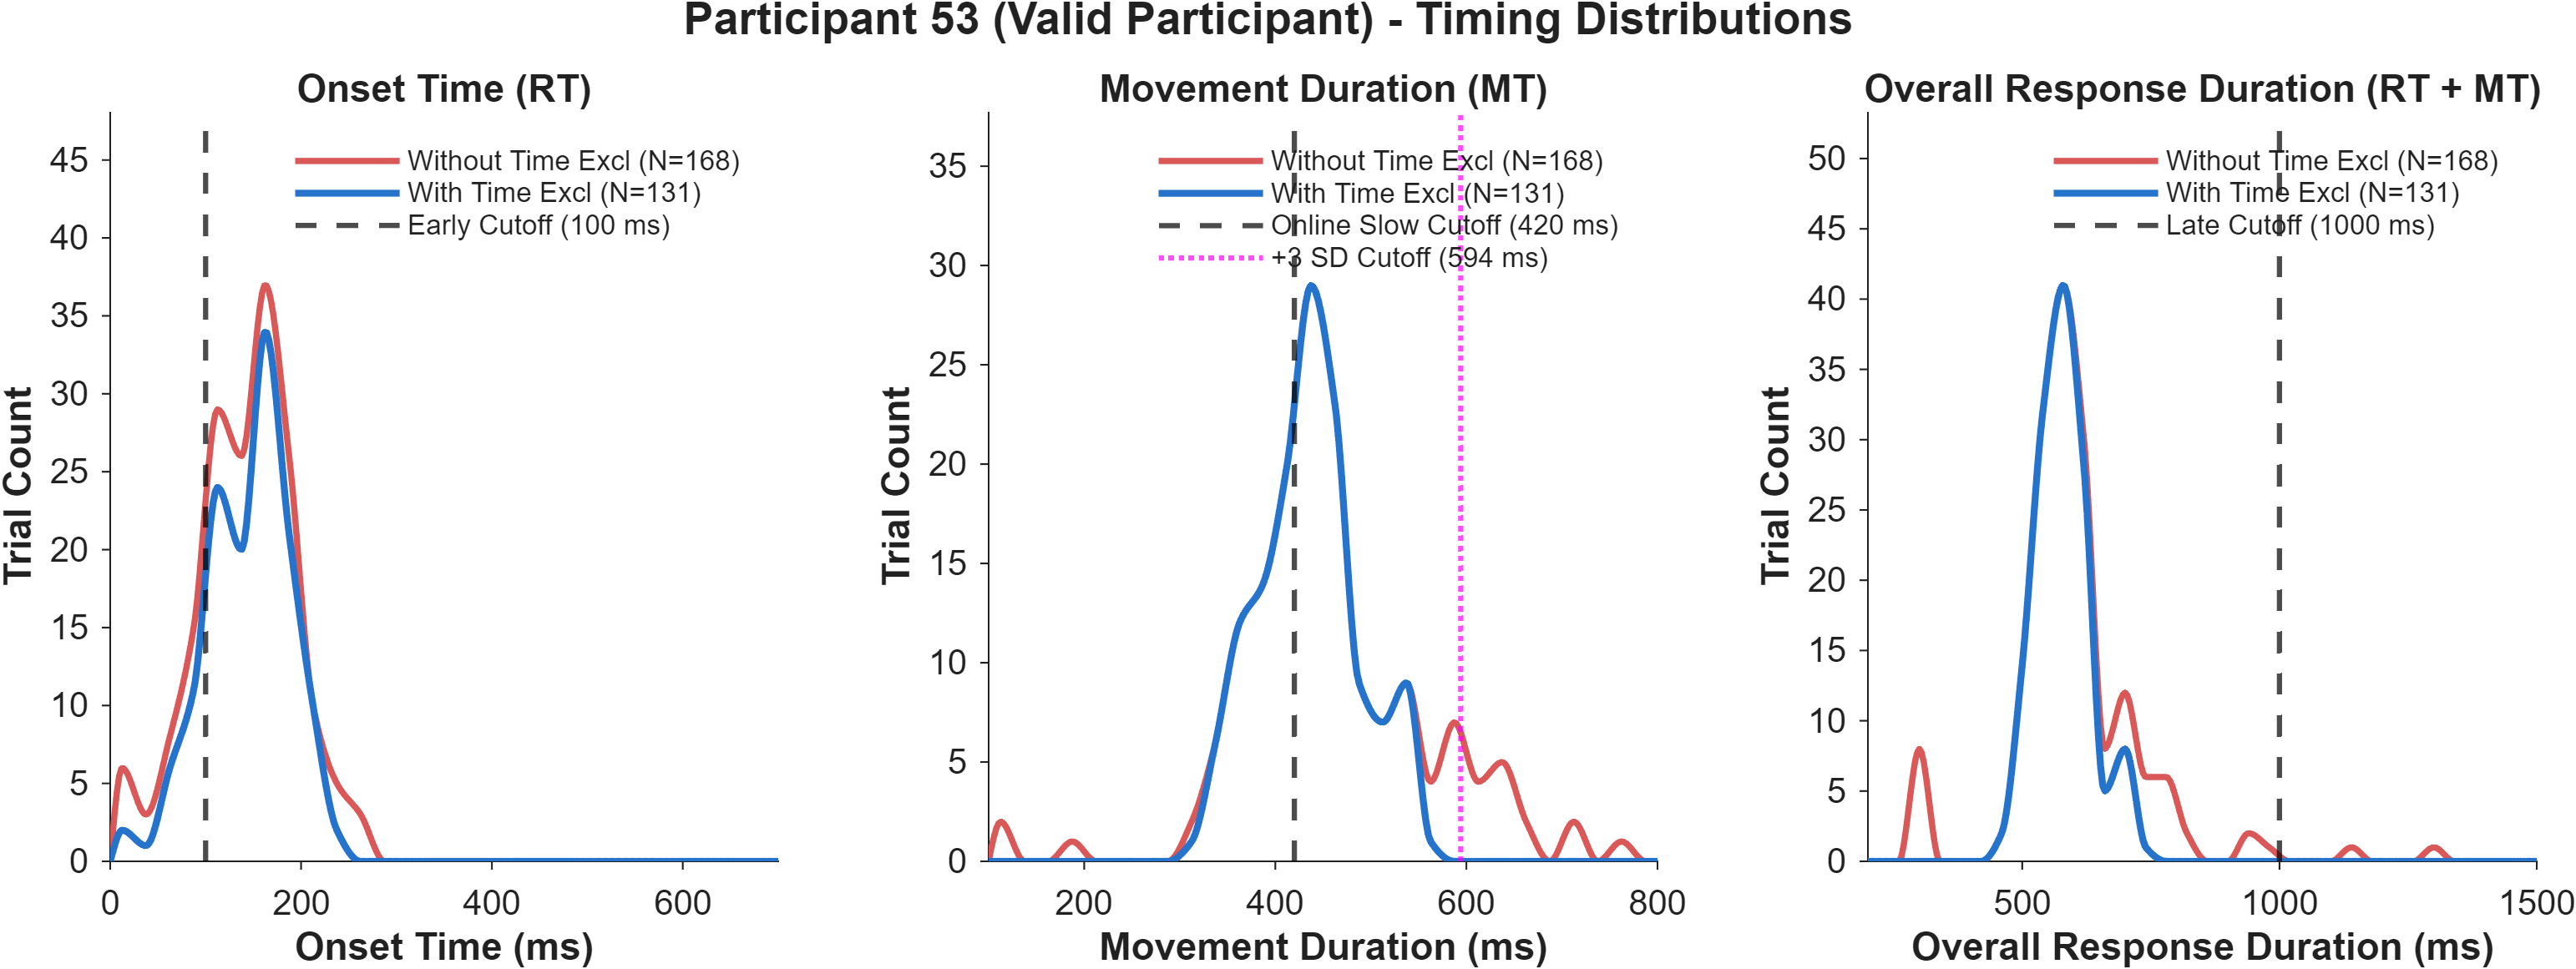 Participant 53 (Valid Participant) - Timing Distributions
Onset Time (RT)
Without Time Excl (N=168)
With Time Excl (N=131)
Early Cutoff (100 ms)
Trial Count
45
40
35
30
25
20
15
10
5
0
0 200 400 600
Onset Time (ms)
Movement Duration (MT)
Without Time Excl (N=168)
With Time Excl (N=131)
Online Slow Cutoff (420 ms)
+3 SD Cutoff (594 ms)
Trial Count
35
30
25
20
15
10
5
0
200 400 600 800
Movement Duration (ms)
Overall Response Duration (RT + MT)
Without Time Excl (N=168)
With Time Excl (N=131)
Late Cutoff (1000 ms)
Trial Count
50
45
40
35
30
25
20
15
10
5
0
500 1000 1500
Overall Response Duration (ms)